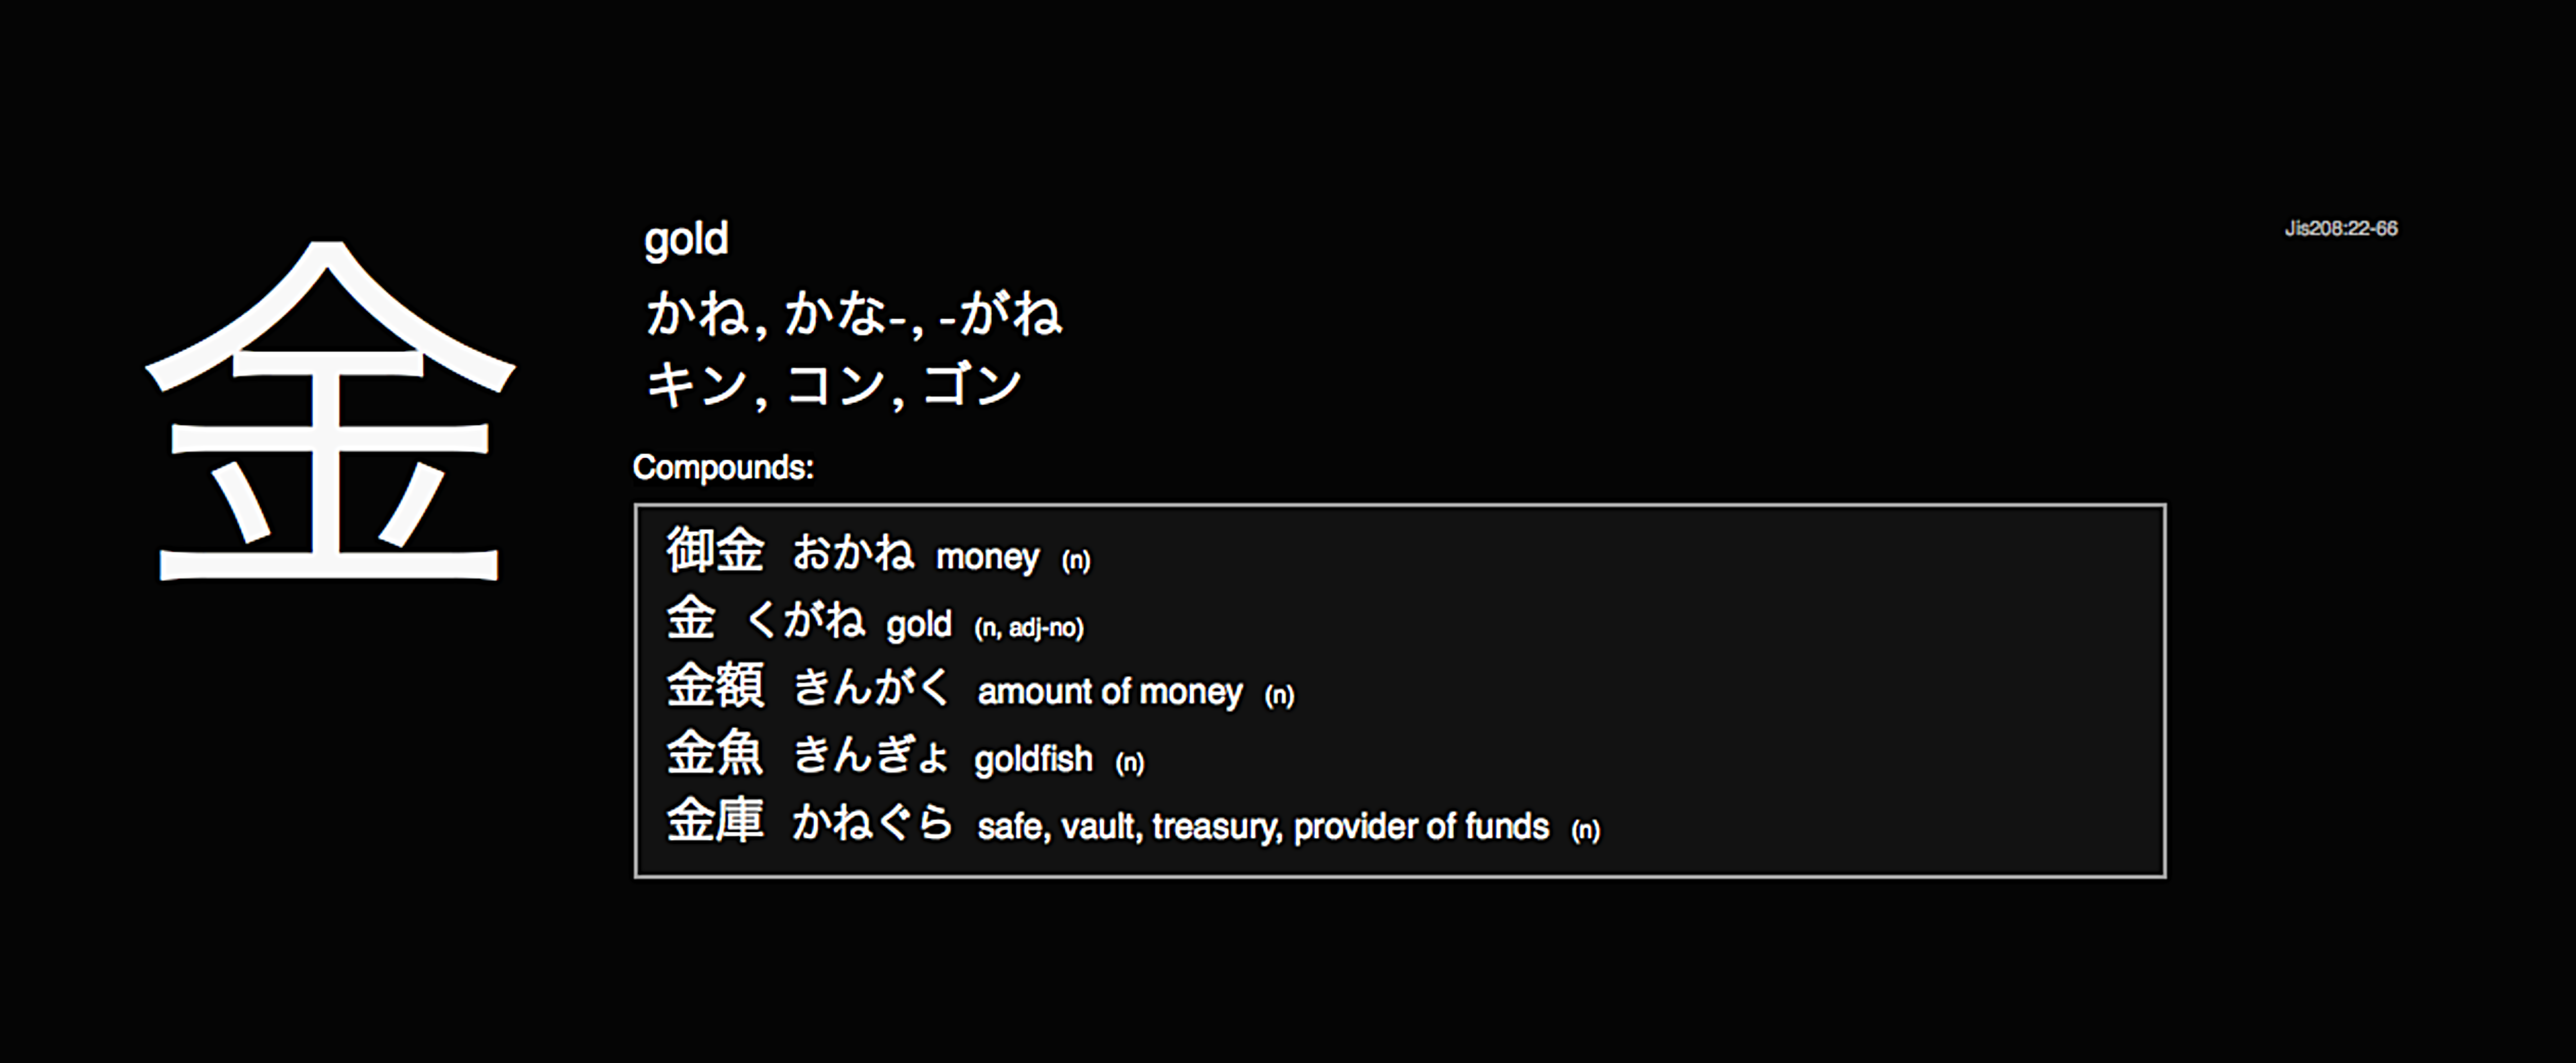 金
gold
Jis208:22-66
かね, かな-, -がね
キン, コン, ゴン
Compounds:
御金 おかね money (n)
金 くがね gold (n, adj-no)
金額 きんがく amount of money (n)
金魚 きんぎょ goldfish (n)
金庫 かねぐら safe, vault, treasury, provider of funds (n)